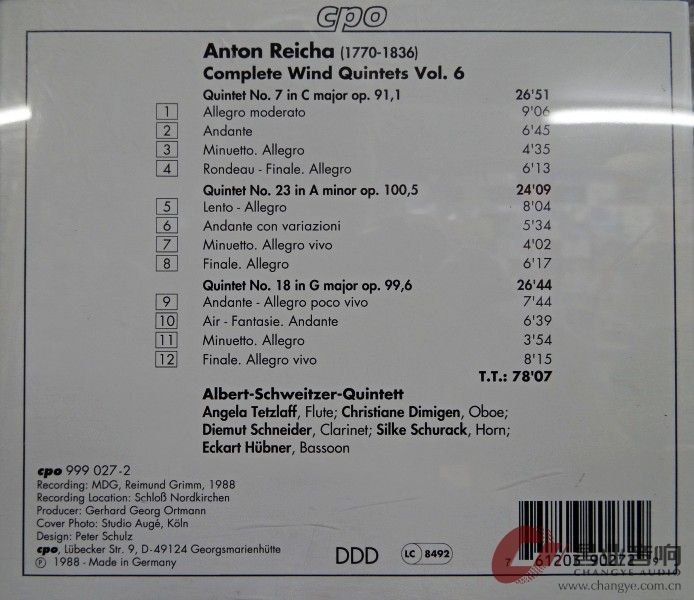 cpo
Anton Reicha (1770-1836)
Complete Wind Quintets Vol. 6
Quintet No. 7 in C major op. 91,1 26'51
1 Allegro moderato 9'06
2 Andante 6'45
3 Minuetto. Allegro 4'35
4 Rondeau - Finale. Allegro 6'13
Quintet No. 23 in A minor op. 100,5 24'09
5 Lento - Allegro 8'04
6 Andante con variazioni 5'34
7 Minuetto. Allegro vivo 4'02
8 Finale. Allegro 6'17
Quintet No. 18 in G major op. 99,6 26'44
9 Andante - Allegro poco vivo 7'44
10 Air - Fantasie. Andante 6'39
11 Minuetto. Allegro 3'54
12 Finale. Allegro vivo 8'15
T.T.: 78'07
Albert-Schweitzer-Quintett
Angela Tetzlaff, Flute; Christiane Dimigen, Oboe;
Diemut Schneider, Clarinet; Silke Schurack, Horn;
Eckart Hübner, Bassoon
cpo 999 027-2
Recording: MDG, Reimund Grimm, 1988
Recording Location: Schloß Nordkirchen
Producer: Gerhard Georg Ortmann
Cover Photo: Studio Augé, Köln
Design: Peter Schulz
cpo, Lübecker Str. 9, D-49124 Georgsmarienhütte
℗ 1988 - Made in Germany
DDD
LC 8492
7 61203 90272 9
音响
CHANGYE AUDIO
www.changye.com.cn